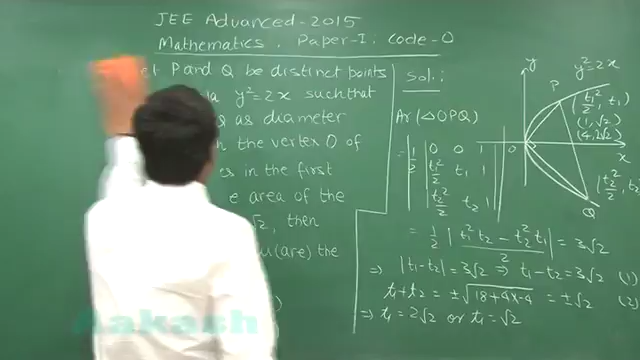 JEE Advanced-2015
Mathematics, Paper-I: Code-0
P and Q be distinct points
y²=2x such that
Q as diameter
the vertex O of
in the first
area of the
√2, then
(are) the
Sol:
Ar(△OPQ)
= 1/2 | 0 0 1
t₁²/2 t₁ 1
t₂²/2 t₂ 1 |
= 1/2 | t₁²t₂ - t₂²t₁ / 2 | = 3√2
⇒ |t₁-t₂| = 3√2 ⇒ t₁-t₂ = 3√2 (1)
t₁+t₂ = ±√18+4x-4 = ±√2 (2)
⇒ t₁ = 2√2 or t₁ = √2
y
y²=2x
P
(t₁²/2, t₁)
(1, √2)
(4, 2√2)
O
x
(t₂²/2, t₂
Q
Aakash